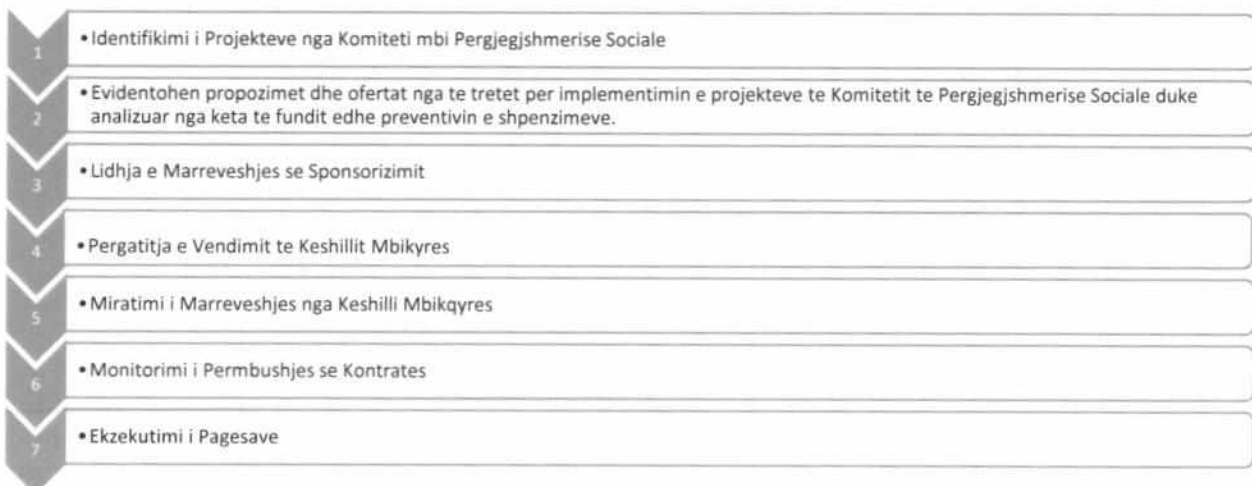 1
• Identifikimi i Projekteve nga Komiteti mbi Pergjegjshmerise Sociale
2
• Evidentohen propozimet dhe ofertat nga te tretet per implementimin e projekteve te Komitetit te Pergjegjshmerise Sociale duke
analizuar nga keta te fundit edhe preventivin e shpenzimeve.
3
• Lidhja e Marreveshjes se Sponsorizimit
4
• Pergatitja e Vendimit te Keshillit Mbikyres
5
• Miratimi i Marreveshjes nga Keshilli Mbikqyres
6
• Monitorimi i Permbushjes se Kontrates
7
• Ekzekutimi i Pagesave